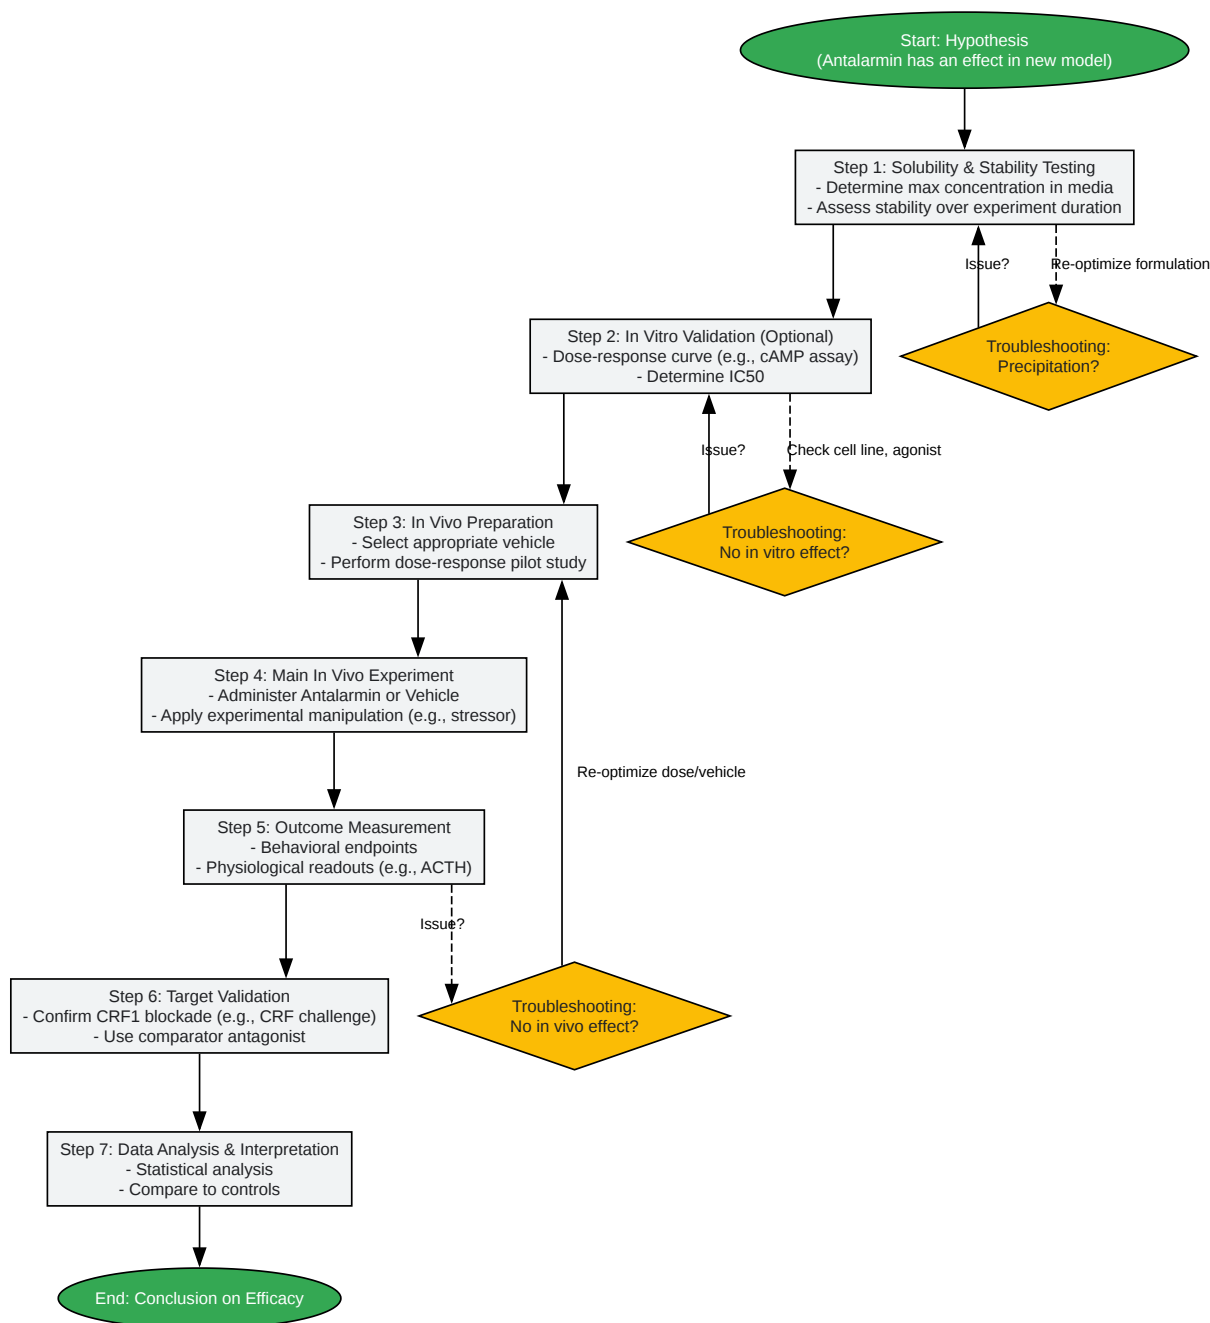 Start: Hypothesis
(Antalarmin has an effect in new model)
Step 1: Solubility & Stability Testing
- Determine max concentration in media
- Assess stability over experiment duration
Issue?
Re-optimize formulation
Troubleshooting:
Precipitation?
Step 2: In Vitro Validation (Optional)
- Dose-response curve (e.g., cAMP assay)
- Determine IC50
Issue?
Check cell line, agonist
Troubleshooting:
No in vitro effect?
Step 3: In Vivo Preparation
- Select appropriate vehicle
- Perform dose-response pilot study
Step 4: Main In Vivo Experiment
- Administer Antalarmin or Vehicle
- Apply experimental manipulation (e.g., stressor)
Re-optimize dose/vehicle
Step 5: Outcome Measurement
- Behavioral endpoints
- Physiological readouts (e.g., ACTH)
Issue?
Troubleshooting:
No in vivo effect?
Step 6: Target Validation
- Confirm CRF1 blockade (e.g., CRF challenge)
- Use comparator antagonist
Step 7: Data Analysis & Interpretation
- Statistical analysis
- Compare to controls
End: Conclusion on Efficacy